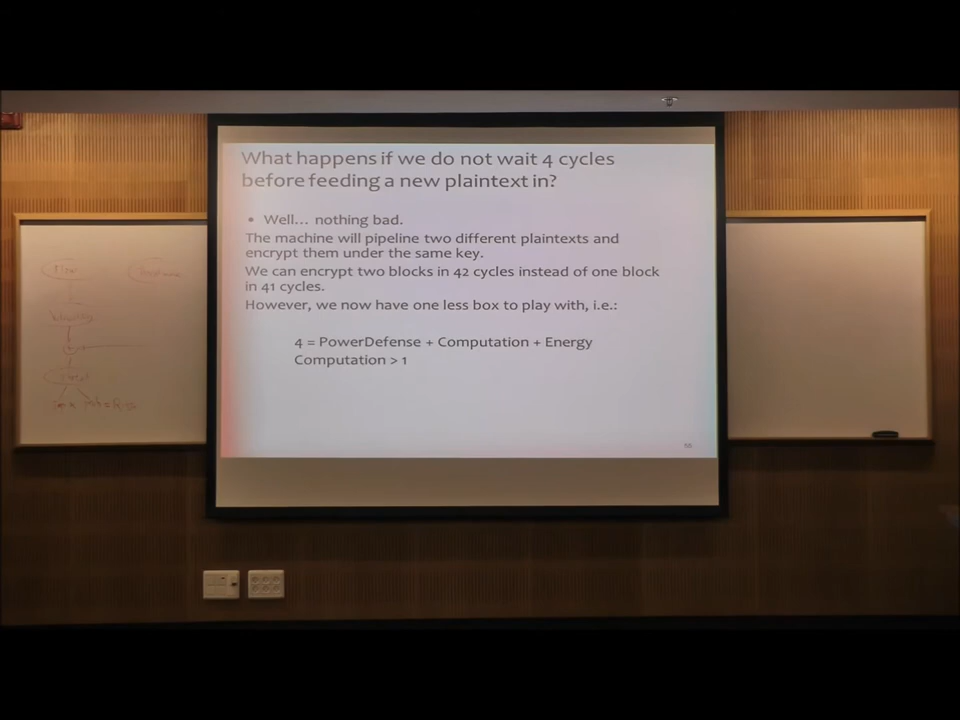 What happens if we do not wait 4 cycles
before feeding a new plaintext in?
• Well... nothing bad.
The machine will pipeline two different plaintexts and
encrypt them under the same key.
We can encrypt two blocks in 42 cycles instead of one block
in 41 cycles.
However, we now have one less box to play with, i.e.:
4 = PowerDefense + Computation + Energy
Computation > 1